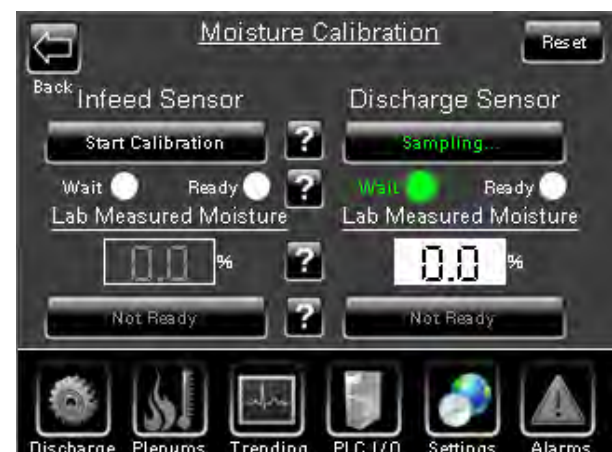 Moisture Calibration
Reset
Back
Infeed Sensor
Discharge Sensor
Start Calibration
?
Sampling...
Wait
Ready
?
Wait
Ready
Lab Measured Moisture
Lab Measured Moisture
0.0 %
?
0.0 %
Not Ready
?
Not Ready
Discharge
Plenums
Trending
PLC I/O
Settings
Alarms